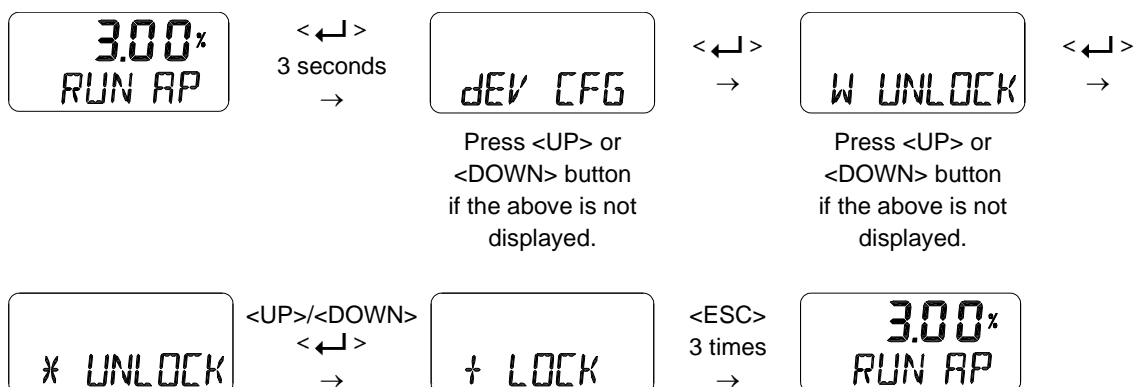 3.00%
RUN AP
< ↵ >
3 seconds
→
dEV CFG
Press <UP> or
<DOWN> button
if the above is not
displayed.
< ↵ >
→
W UNLOCK
Press <UP> or
<DOWN> button
if the above is not
displayed.
< ↵ >
→
* UNLOCK
<UP>/<DOWN>
< ↵ >
→
+ LOCK
<ESC>
3 times
→
3.00%
RUN AP